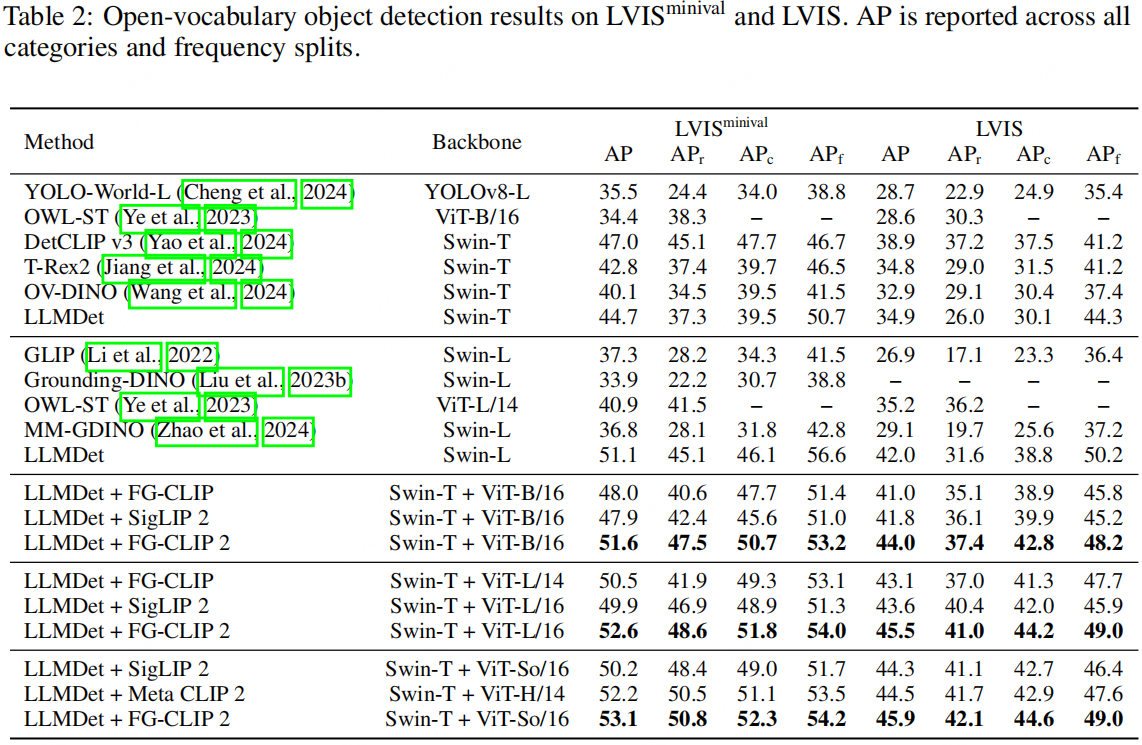 Table 2: Open-vocabulary object detection results on LVISminival and LVIS. AP is reported across all
categories and frequency splits.
Method Backbone LVISminival LVIS
AP APr APc APf AP APr APc APf
YOLO-World-L (Cheng et al., 2024) YOLOv8-L 35.5 24.4 34.0 38.8 28.7 22.9 24.9 35.4
OWL-ST (Ye et al., 2023) ViT-B/16 34.4 38.3 – – 28.6 30.3 – –
DetCLIP v3 (Yao et al., 2024) Swin-T 47.0 45.1 47.7 46.7 38.9 37.2 37.5 41.2
T-Rex2 (Jiang et al., 2024) Swin-T 42.8 37.4 39.7 46.5 34.8 29.0 31.5 41.2
OV-DINO (Wang et al., 2024) Swin-T 40.1 34.5 39.5 41.5 32.9 29.1 30.4 37.4
LLMDet Swin-T 44.7 37.3 39.5 50.7 34.9 26.0 30.1 44.3
GLIP (Li et al., 2022) Swin-L 37.3 28.2 34.3 41.5 26.9 17.1 23.3 36.4
Grounding-DINO (Liu et al., 2023b) Swin-L 33.9 22.2 30.7 38.8 – – – –
OWL-ST (Ye et al., 2023) ViT-L/14 40.9 41.5 – – 35.2 36.2 – –
MM-GDINO (Zhao et al., 2024) Swin-L 36.8 28.1 31.8 42.8 29.1 19.7 25.6 37.2
LLMDet Swin-L 51.1 45.1 46.1 56.6 42.0 31.6 38.8 50.2
LLMDet + FG-CLIP Swin-T + ViT-B/16 48.0 40.6 47.7 51.4 41.0 35.1 38.9 45.8
LLMDet + SigLIP 2 Swin-T + ViT-B/16 47.9 42.4 45.6 51.0 41.8 36.1 39.9 45.2
LLMDet + FG-CLIP 2 Swin-T + ViT-B/16 51.6 47.5 50.7 53.2 44.0 37.4 42.8 48.2
LLMDet + FG-CLIP Swin-T + ViT-L/14 50.5 41.9 49.3 53.1 43.1 37.0 41.3 47.7
LLMDet + SigLIP 2 Swin-T + ViT-L/16 49.9 46.9 48.9 51.3 43.6 40.4 42.0 45.9
LLMDet + FG-CLIP 2 Swin-T + ViT-L/16 52.6 48.6 51.8 54.0 45.5 41.0 44.2 49.0
LLMDet + SigLIP 2 Swin-T + ViT-So/16 50.2 48.4 49.0 51.7 44.3 41.1 42.7 46.4
LLMDet + Meta CLIP 2 Swin-T + ViT-H/14 52.2 50.5 51.1 53.5 44.5 41.7 42.9 47.6
LLMDet + FG-CLIP 2 Swin-T + ViT-So/16 53.1 50.8 52.3 54.2 45.9 42.1 44.6 49.0